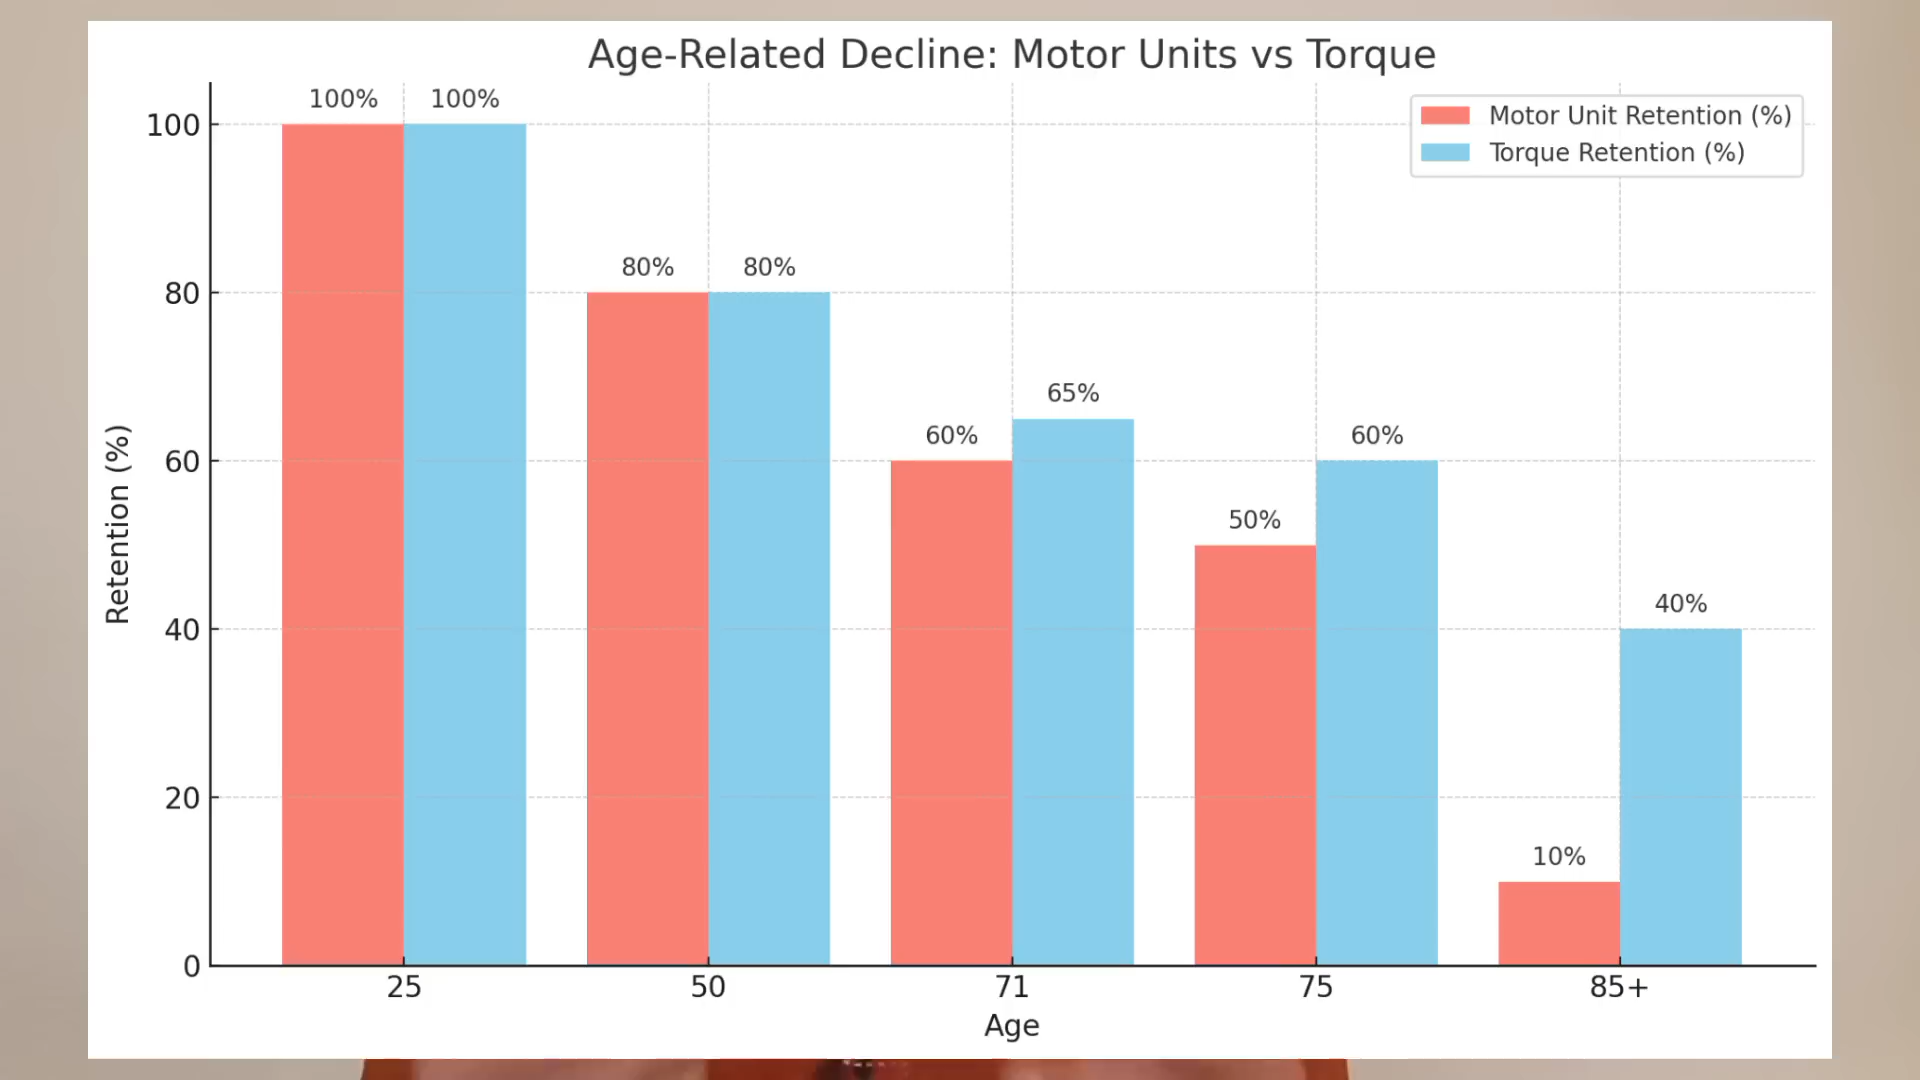 Age-Related Decline: Motor Units vs Torque
Motor Unit Retention (%)
Torque Retention (%)
100% 100%
80% 80%
60% 65%
50% 60%
10% 40%
Retention (%)
100
80
60
40
20
0
25 50 71 75 85+
Age